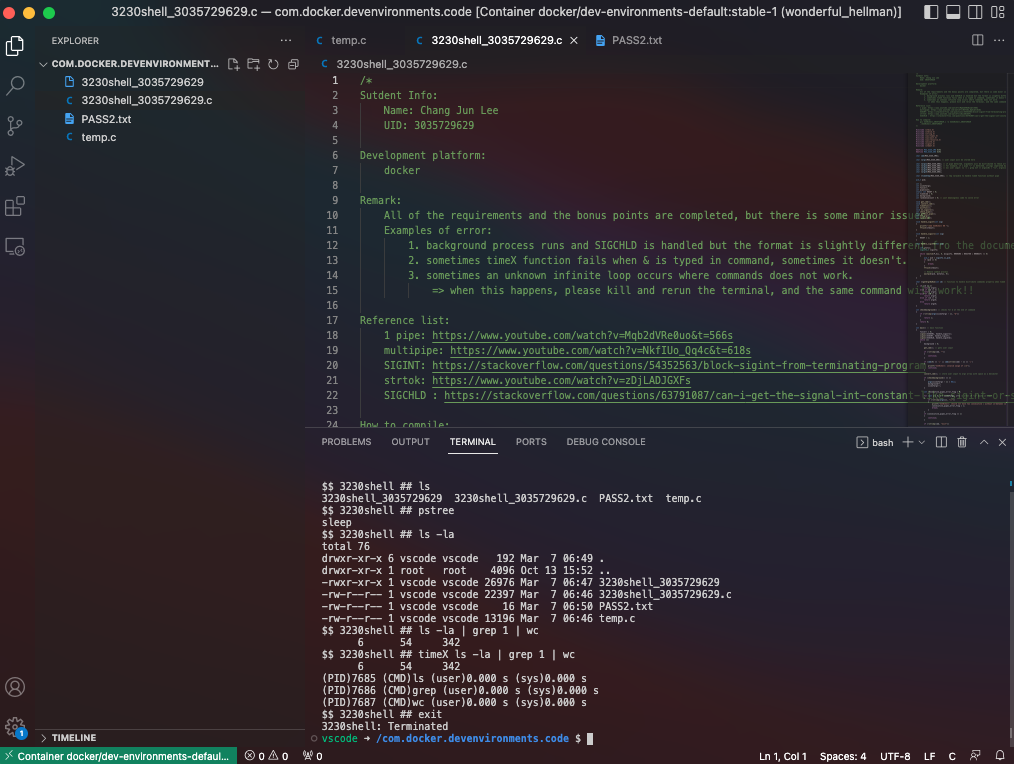 3230shell_3035729629.c — com.docker.devenvironments.code [Container docker/dev-environments-default:stable-1 (wonderful_hellman)]
EXPLORER
COM.DOCKER.DEVENVIRONMENT...
3230shell_3035729629
C 3230shell_3035729629.c
PASS2.txt
C temp.c
C temp.c
C 3230shell_3035729629.c
PASS2.txt
C 3230shell_3035729629.c
1 /*
2 Sutdent Info:
3 Name: Chang Jun Lee
4 UID: 3035729629
5
6 Development platform:
7 docker
8
9 Remark:
10 All of the requirements and the bonus points are completed, but there is some minor issue
11 Examples of error:
12 1. background process runs and SIGCHLD is handled but the format is slightly different fro the docume
13 2. sometimes timeX function fails when & is typed in command, sometimes it doesn't.
14 3. sometimes an unknown infinite loop occurs where commands does not work.
15 => when this happens, please kill and rerun the terminal, and the same command will work!!
16
17 Reference list:
18 1 pipe: https://www.youtube.com/watch?v=Mqb2dVRe0uo&t=566s
19 multipipe: https://www.youtube.com/watch?v=NkfIUo_Qq4c&t=618s
20 SIGINT: https://stackoverflow.com/questions/54352563/block-sigint-from-terminating-program
21 strtok: https://www.youtube.com/watch?v=zDjLADJGXFs
22 SIGCHLD : https://stackoverflow.com/questions/63791087/can-i-get-the-signal-int-constant-like-sigint-or-s
23
24 How to compile:
PROBLEMS OUTPUT TERMINAL PORTS DEBUG CONSOLE
bash
$$ 3230shell ## ls
3230shell_3035729629 3230shell_3035729629.c PASS2.txt temp.c
$$ 3230shell ## pstree
sleep
$$ 3230shell ## ls -la
total 76
drwxr-xr-x 6 vscode vscode 192 Mar 7 06:49 .
drwxr-xr-x 1 root root 4096 Oct 13 15:52 ..
-rwxr-xr-x 1 vscode vscode 26976 Mar 7 06:47 3230shell_3035729629
-rw-r--r-- 1 vscode vscode 22397 Mar 7 06:46 3230shell_3035729629.c
-rw-r--r-- 1 vscode vscode 16 Mar 7 06:50 PASS2.txt
-rw-r--r-- 1 vscode vscode 13196 Mar 7 06:46 temp.c
$$ 3230shell ## ls -la | grep 1 | wc
6 54 342
$$ 3230shell ## timeX ls -la | grep 1 | wc
6 54 342
(PID)7685 (CMD)ls (user)0.000 s (sys)0.000 s
(PID)7686 (CMD)grep (user)0.000 s (sys)0.000 s
(PID)7687 (CMD)wc (user)0.000 s (sys)0.000 s
$$ 3230shell ## exit
3230shell: Terminated
vscode ➜ /com.docker.devenvironments.code $
TIMELINE
1
Container docker/dev-environments-defaul...
0 0
0
Ln 1, Col 1 Spaces: 4 UTF-8 LF C